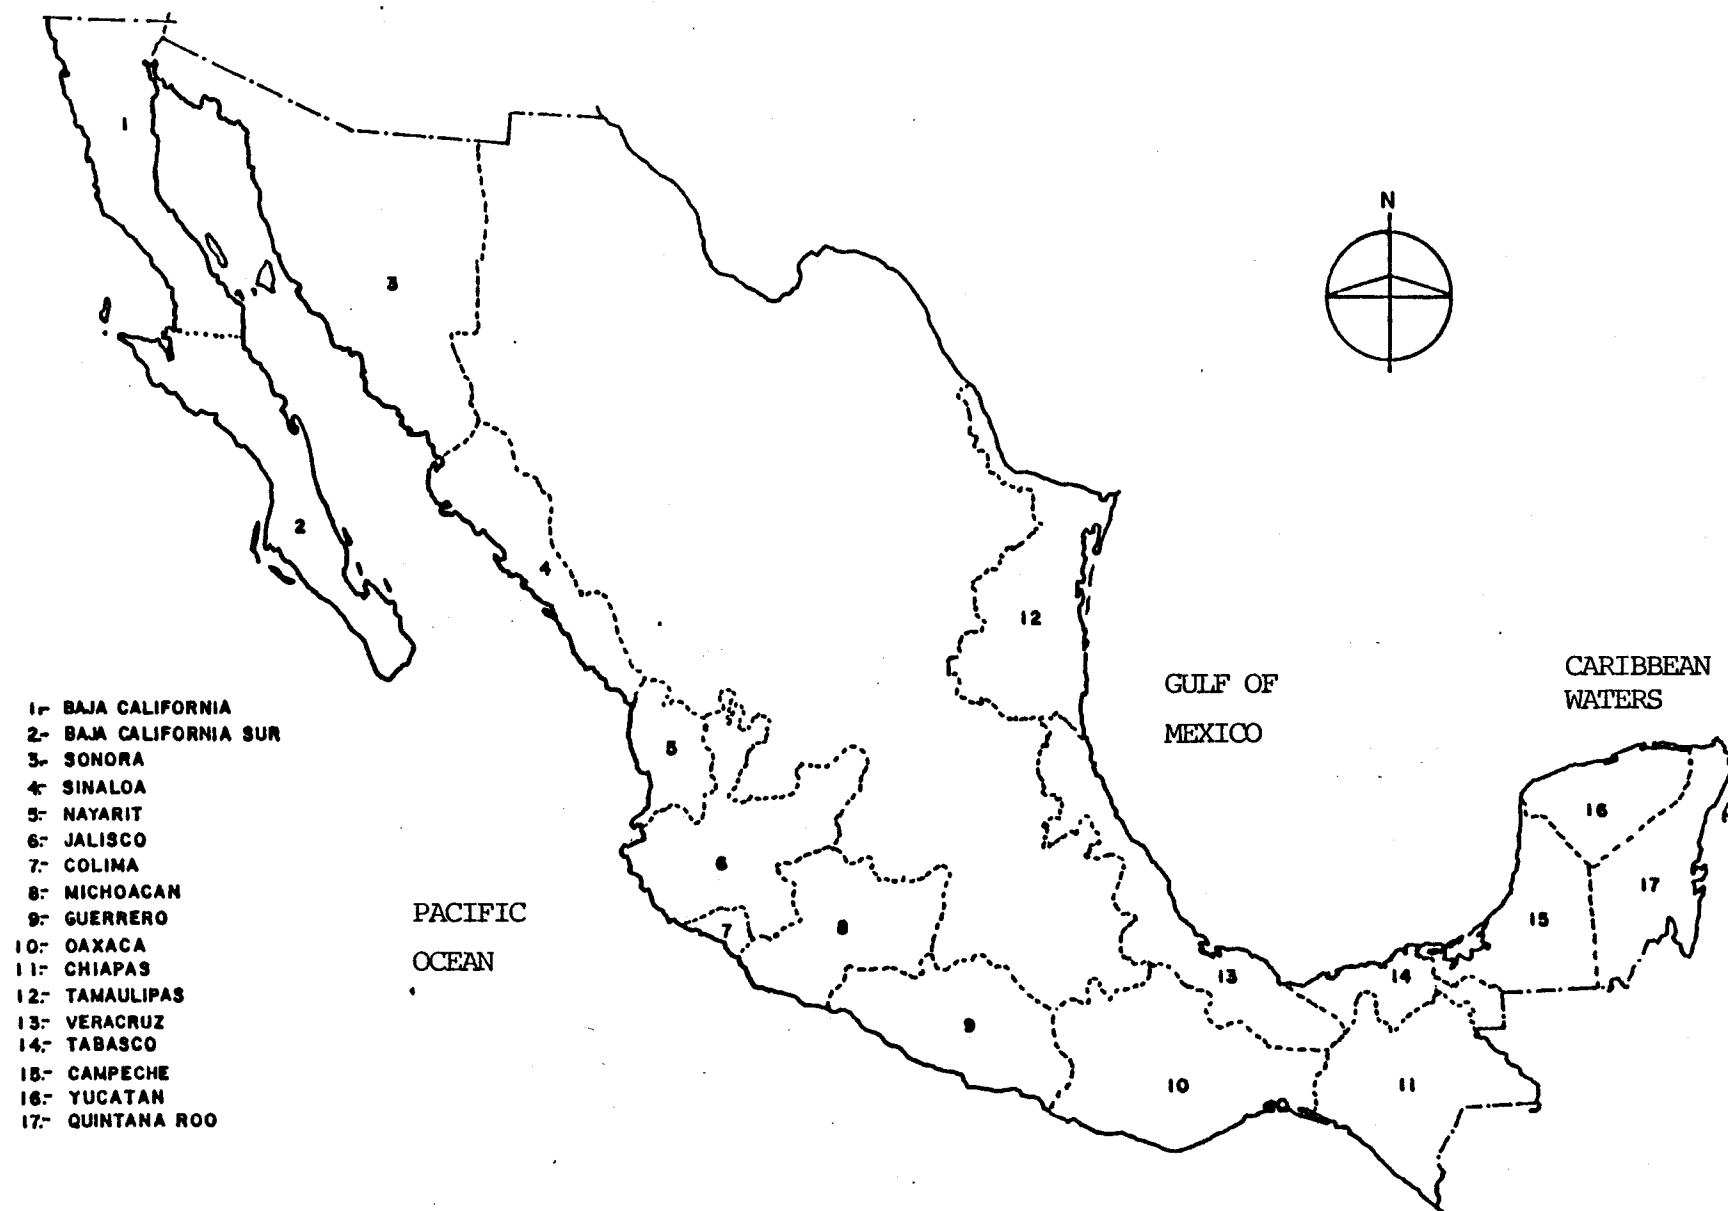 N
1
3
2
4
12
5
6
7
8
9
10
11
13
14
15
16
17
GULF OF
MEXICO
CARIBBEAN
WATERS
PACIFIC
OCEAN
1.- BAJA CALIFORNIA
2.- BAJA CALIFORNIA SUR
3.- SONORA
4.- SINALOA
5.- NAYARIT
6.- JALISCO
7.- COLIMA
8.- MICHOACAN
9.- GUERRERO
10.- OAXACA
11.- CHIAPAS
12.- TAMAULIPAS
13.- VERACRUZ
14.- TABASCO
15.- CAMPECHE
16.- YUCATAN
17.- QUINTANA ROO